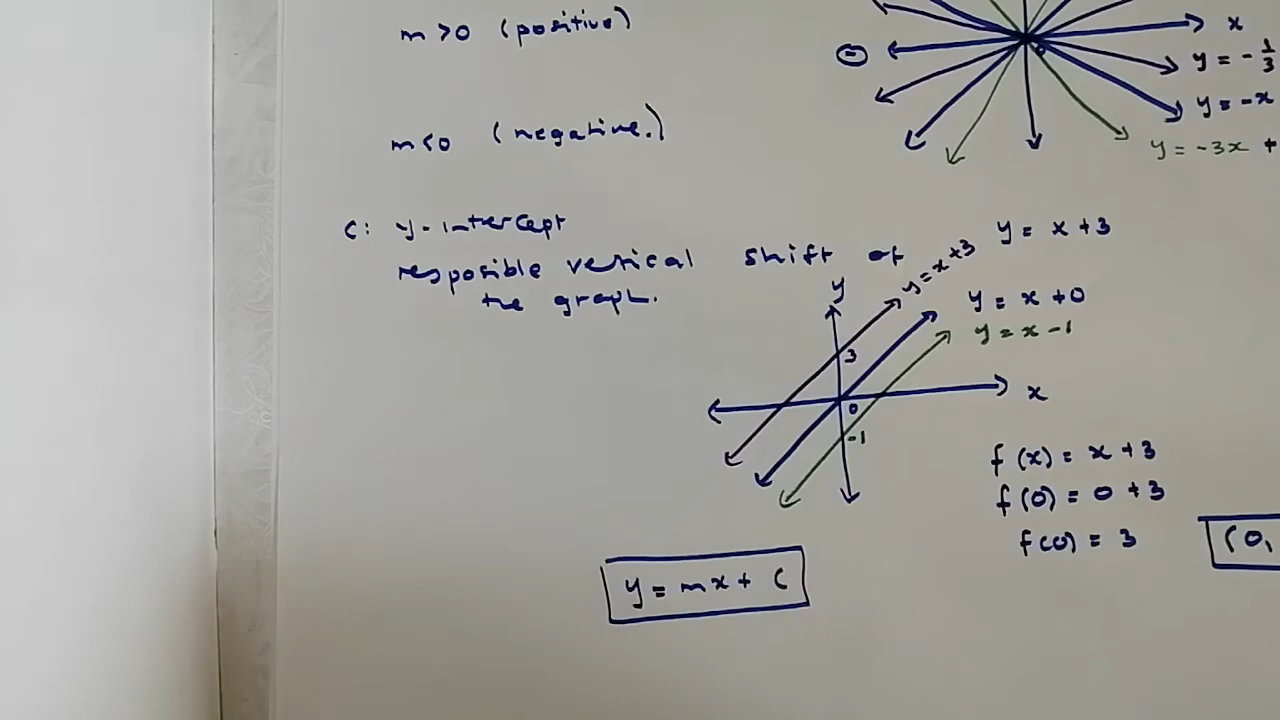 m>0 (positive)
x
y = -1/3
y = -x
m<0 (negative.)
y = -3x +
c: y-intercept
resposible vertical shift of
the graph.
y = x+3
y = x+3
y = x+0
y = x-1
y
3
0
x
-1
f(x) = x+3
f(0) = 0+3
f(0) = 3
(0,
y = mx + c